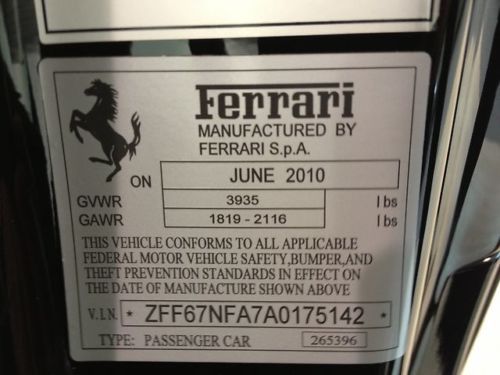 Ferrari
MANUFACTURED BY
FERRARI S.p.A.
ON JUNE 2010
GVWR 3935 lbs
GAWR 1819 - 2116 lbs
THIS VEHICLE CONFORMS TO ALL APPLICABLE
FEDERAL MOTOR VEHICLE SAFETY,BUMPER,AND
THEFT PREVENTION STANDARDS IN EFFECT ON
THE DATE OF MANUFACTURE SHOWN ABOVE
V.I.N. * ZFF67NFA7A0175142 *
TYPE: PASSENGER CAR 265396